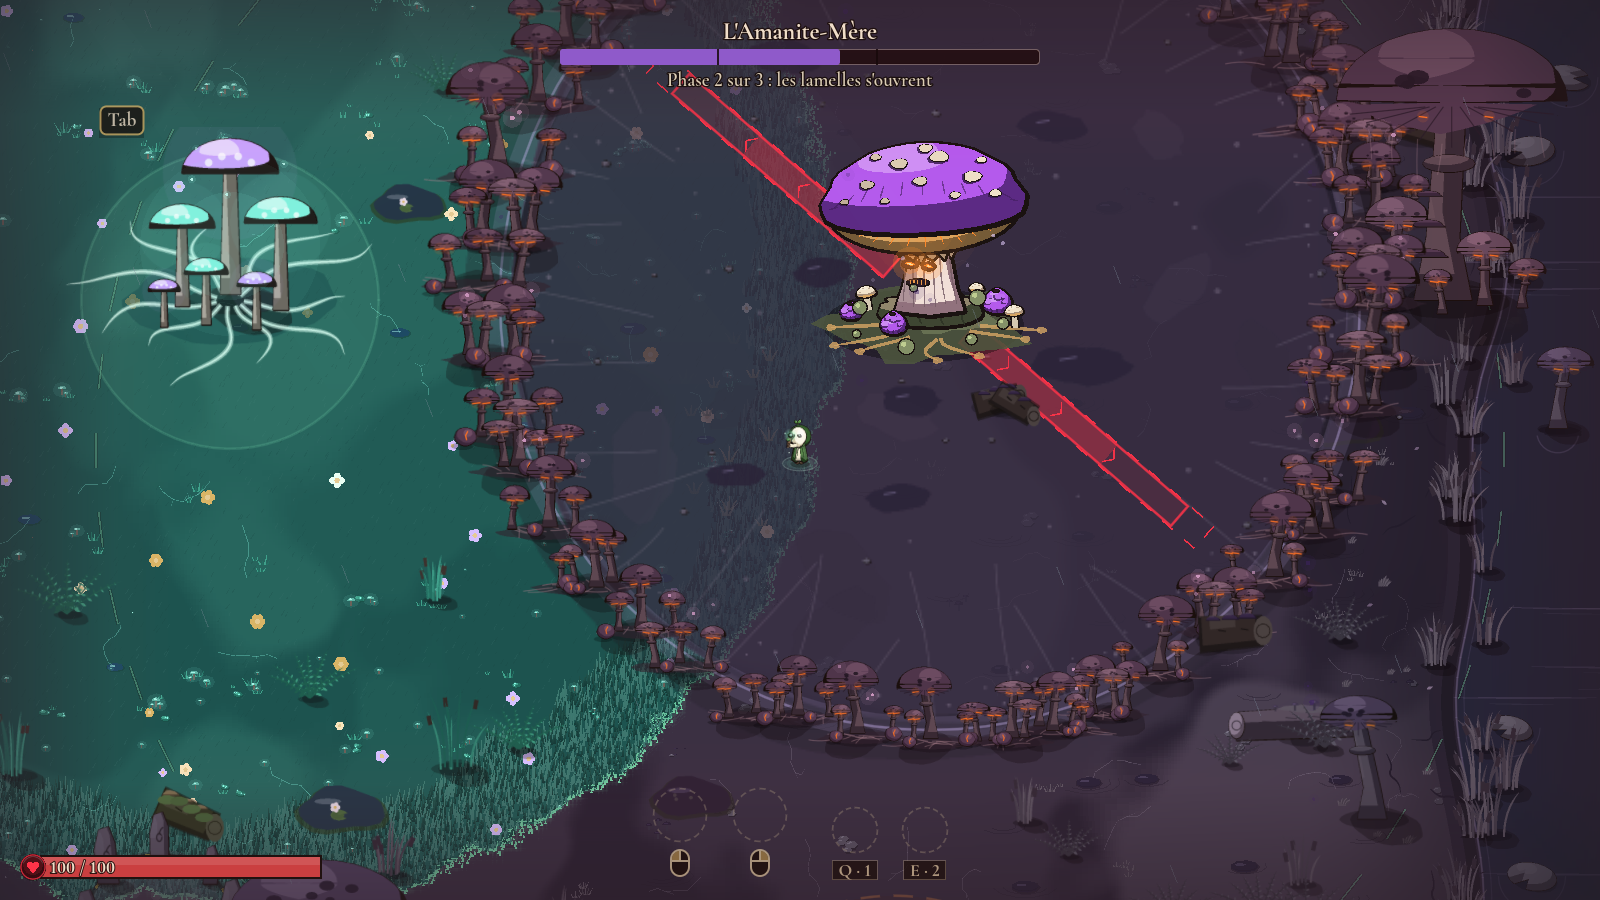 L'Amanite-Mère
Phase 2 sur 3 : les lamelles s'ouvrent
Tab
100 / 100
Q · 1
E · 2